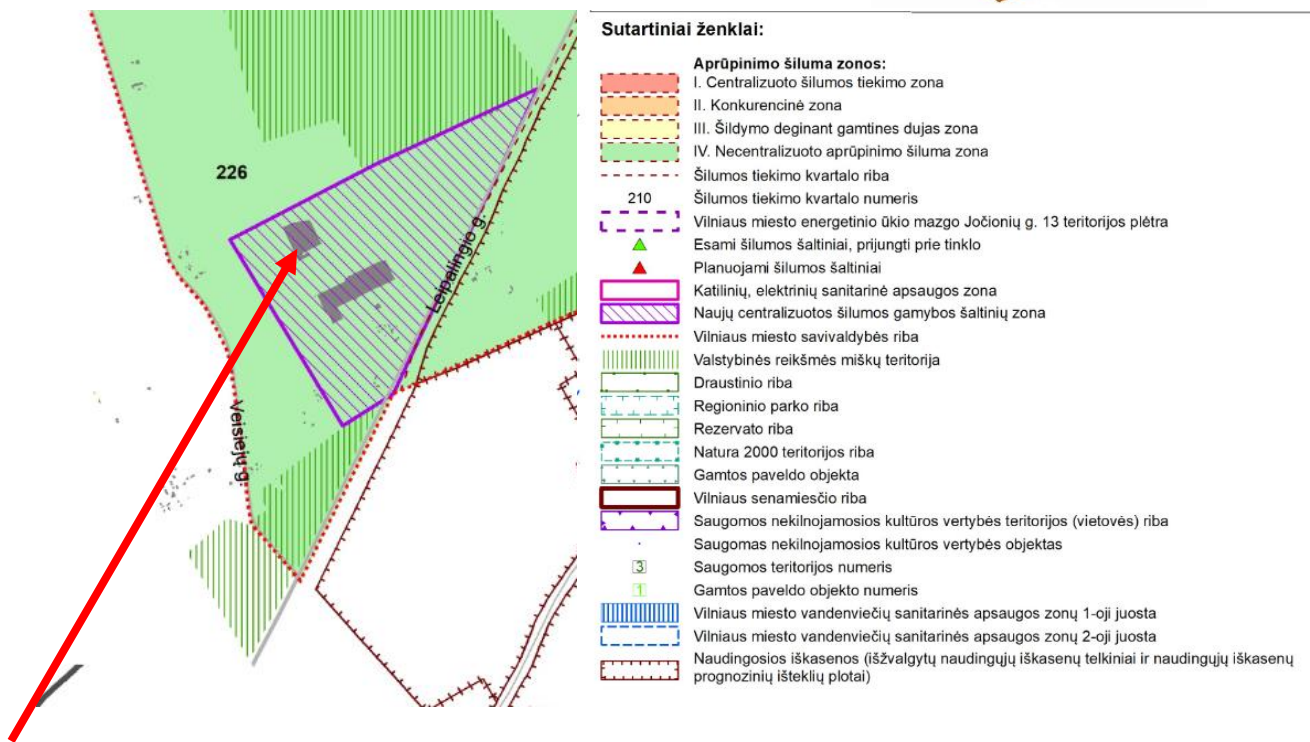 226
Leipalingio g.
Veisiejų g.
Sutartiniai ženklai:
Aprūpinimo šiluma zonos:
I. Centralizuoto šilumos tiekimo zona
II. Konkurencinė zona
III. Šildymo deginant gamtines dujas zona
IV. Necentralizuoto aprūpinimo šiluma zona
Šilumos tiekimo kvartalo riba
210 Šilumos tiekimo kvartalo numeris
Vilniaus miesto energetinio ūkio mazgo Jočionių g. 13 teritorijos plėtra
Esami šilumos šaltiniai, prijungti prie tinklo
Planuojami šilumos šaltiniai
Katilinių, elektrinių sanitarinė apsaugos zona
Naujų centralizuotos šilumos gamybos šaltinių zona
Vilniaus miesto savivaldybės riba
Valstybinės reikšmės miškų teritorija
Draustinio riba
Regioninio parko riba
Rezervato riba
Natura 2000 teritorijos riba
Gamtos paveldo objekta
Vilniaus senamiesčio riba
Saugomos nekilnojamosios kultūros vertybės teritorijos (vietovės) riba
Saugomas nekilnojamosios kultūros vertybės objektas
3 Saugomos teritorijos numeris
1 Gamtos paveldo objekto numeris
Vilniaus miesto vandenviečių sanitarinės apsaugos zonų 1-oji juosta
Vilniaus miesto vandenviečių sanitarinės apsaugos zonų 2-oji juosta
Naudingosios iškasenos (išžvalgytų naudingųjų iškasenų telkiniai ir naudingųjų iškasenų
prognozinių išteklių plotai)